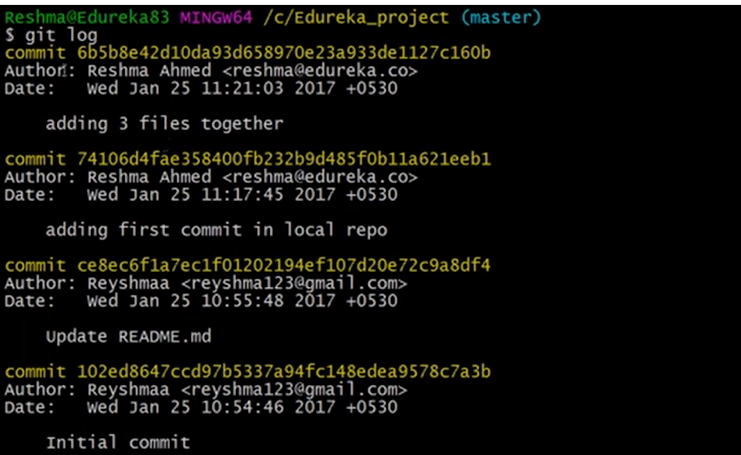 Reshma@Edureka83 MINGW64 /c/Edureka_project (master)
$ git log
commit 6b5b8e42d10da93d658970e23a933de1127c160b
Author: Reshma Ahmed <reshma@edureka.co>
Date:   Wed Jan 25 11:21:03 2017 +0530
adding 3 files together
commit 74106d4fae358400fb232b9d485f0b11a621eeb1
Author: Reshma Ahmed <reshma@edureka.co>
Date:   Wed Jan 25 11:17:45 2017 +0530
adding first commit in local repo
commit ce8ec6f1a7ec1f01202194ef107d20e72c9a8df4
Author: Reyshmaa <reyshma123@gmail.com>
Date:   Wed Jan 25 10:55:48 2017 +0530
Update README.md
commit 102ed8647ccd97b5337a94fc148edea9578c7a3b
Author: Reyshmaa <reyshma123@gmail.com>
Date:   Wed Jan 25 10:54:46 2017 +0530
Initial commit